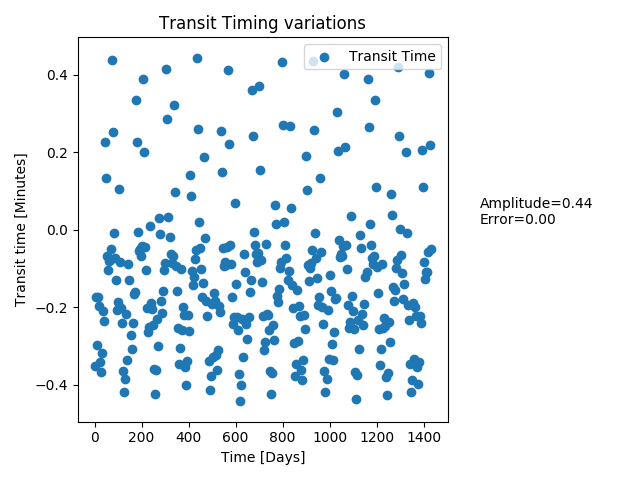 Transit Timing variations
Transit Time
0.4
0.2
0.0
−0.2
−0.4
Transit time [Minutes]
0
200
400
600
800
1000
1200
1400
Time [Days]
Amplitude=0.44
Error=0.00